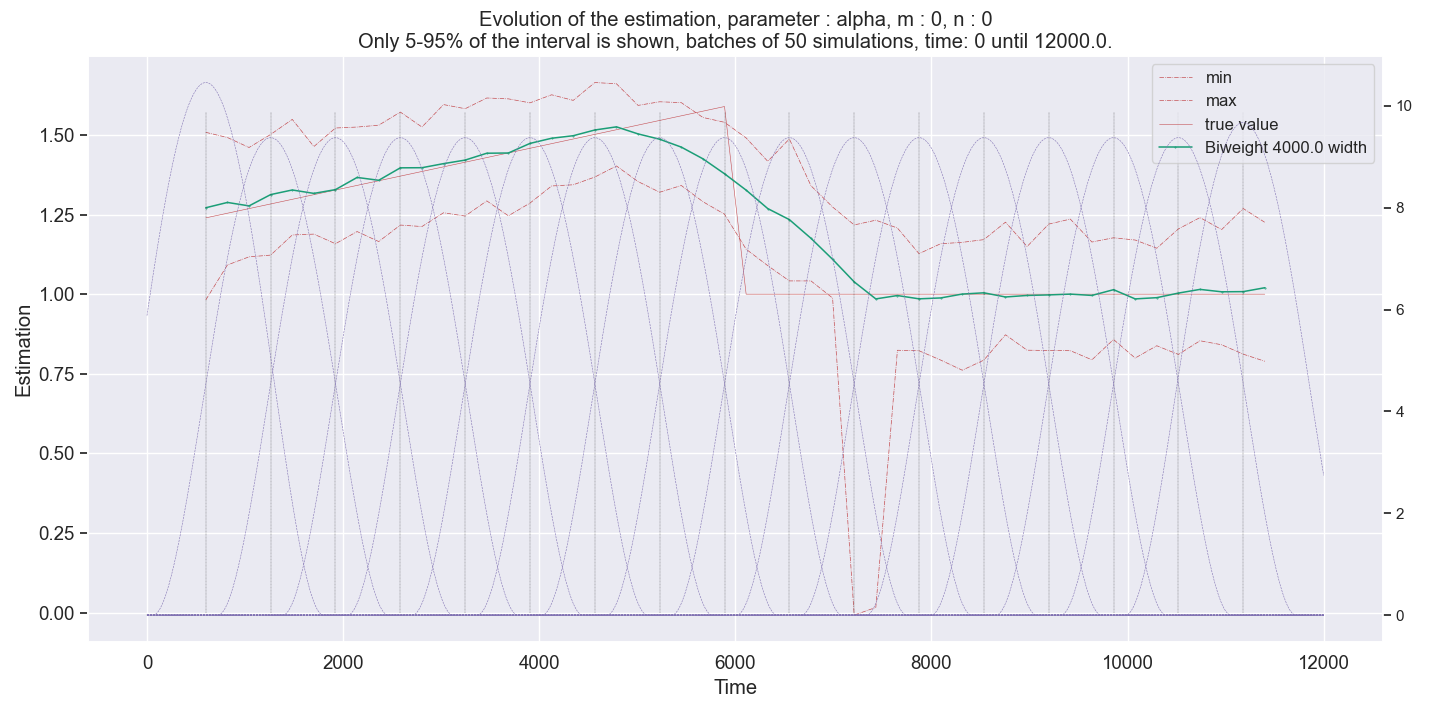 Evolution of the estimation, parameter : alpha, m : 0, n : 0
Only 5-95% of the interval is shown, batches of 50 simulations, time: 0 until 12000.0.
min
max
true value
Biweight 4000.0 width
1.50
1.25
1.00
0.75
0.50
0.25
0.00
Estimation
10
8
6
4
2
0
0 2000 4000 6000 8000 10000 12000
Time